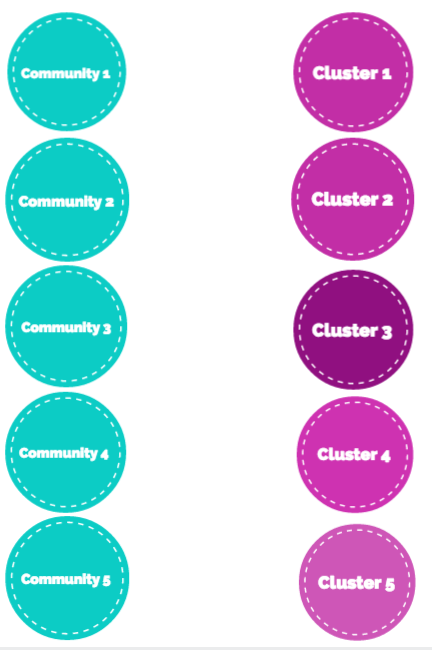 Community 1
Cluster 1
Community 2
Cluster 2
Community 3
Cluster 3
Community 4
Cluster 4
Community 5
Cluster 5